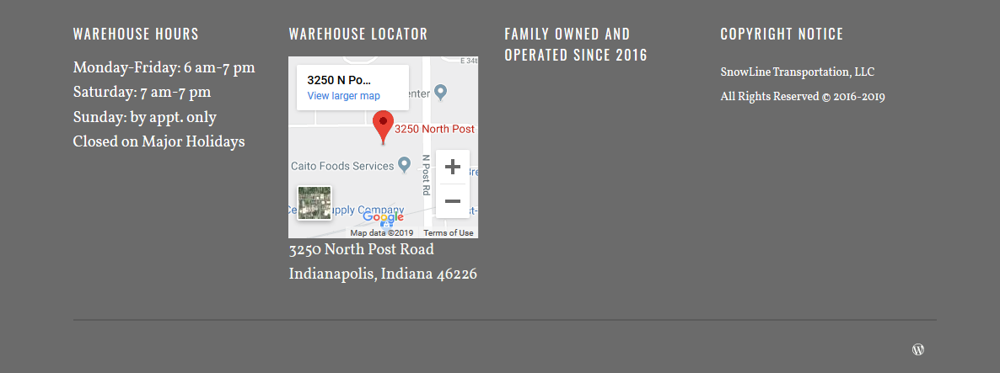 WAREHOUSE HOURS
Monday-Friday: 6 am-7 pm
Saturday: 7 am-7 pm
Sunday: by appt. only
Closed on Major Holidays
WAREHOUSE LOCATOR
E 34t
3250 N Po...
View larger map
enter
3250 North Post
Caito Foods Services
N Post Rd
Bre
Ce
upply Company
st-
Google
Map data ©2019
Terms of Use
3250 North Post Road
Indianapolis, Indiana 46226
FAMILY OWNED AND
OPERATED SINCE 2016
COPYRIGHT NOTICE
SnowLine Transportation, LLC
All Rights Reserved © 2016-2019